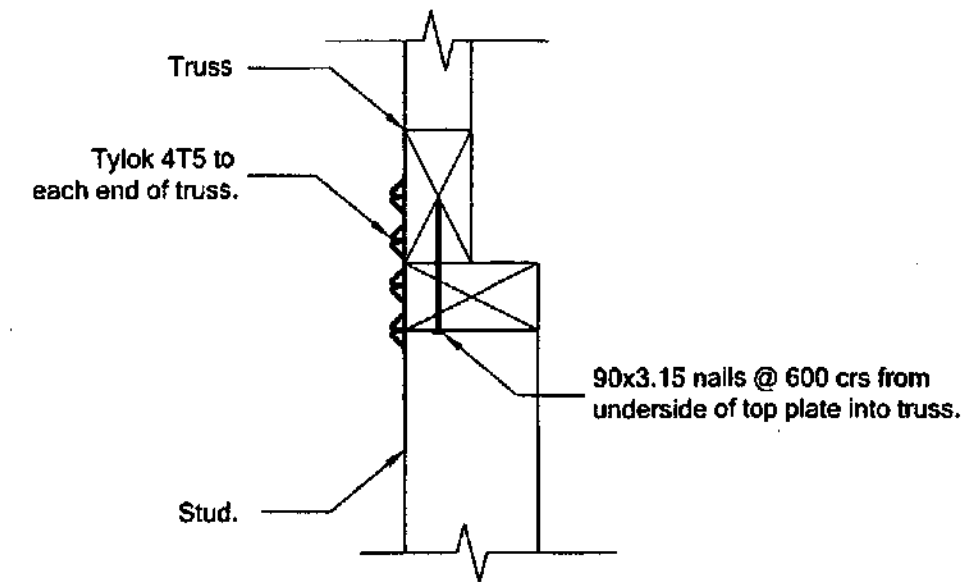 Truss
Tylok 4T5 to
each end of truss.
90x3.15 nails @ 600 crs from
underside of top plate into truss.
Stud.